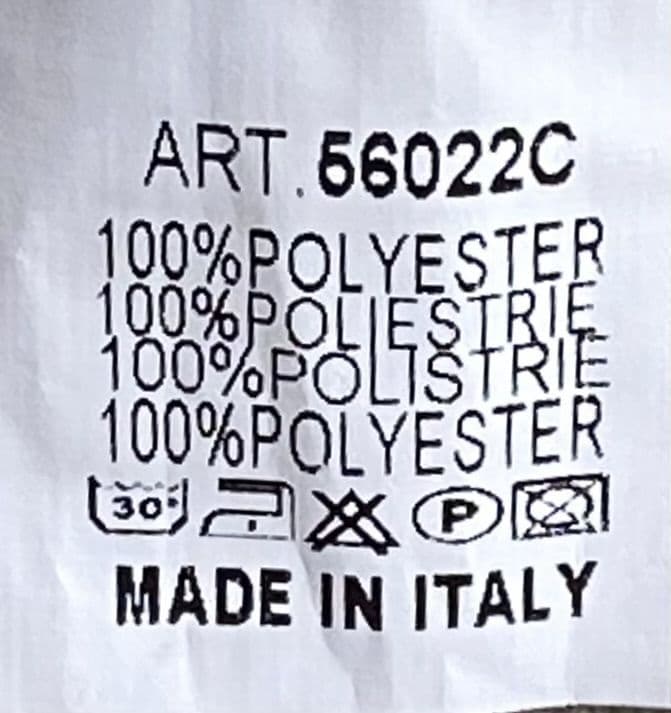 ART.56022C
100%POLYESTER
100%POLIESTRIE
100%POLISTRIE
100%POLYESTER
30° P
MADE IN ITALY